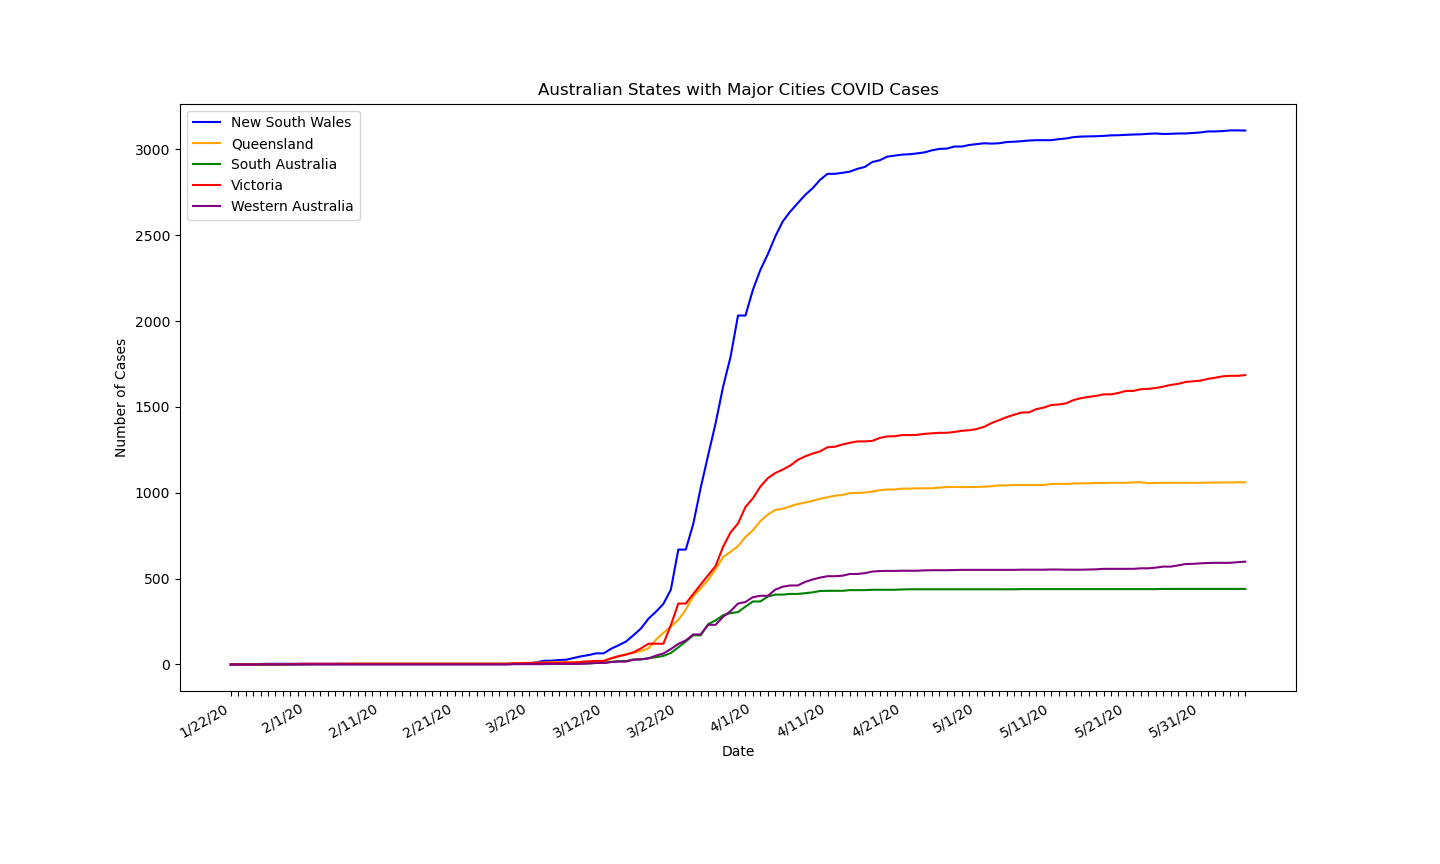 Australian States with Major Cities COVID Cases
New South Wales
Queensland
South Australia
Victoria
Western Australia
Number of Cases
3000
2500
2000
1500
1000
500
0
1/22/20
2/1/20
2/11/20
2/21/20
3/2/20
3/12/20
3/22/20
4/1/20
4/11/20
4/21/20
5/1/20
5/11/20
5/21/20
5/31/20
Date